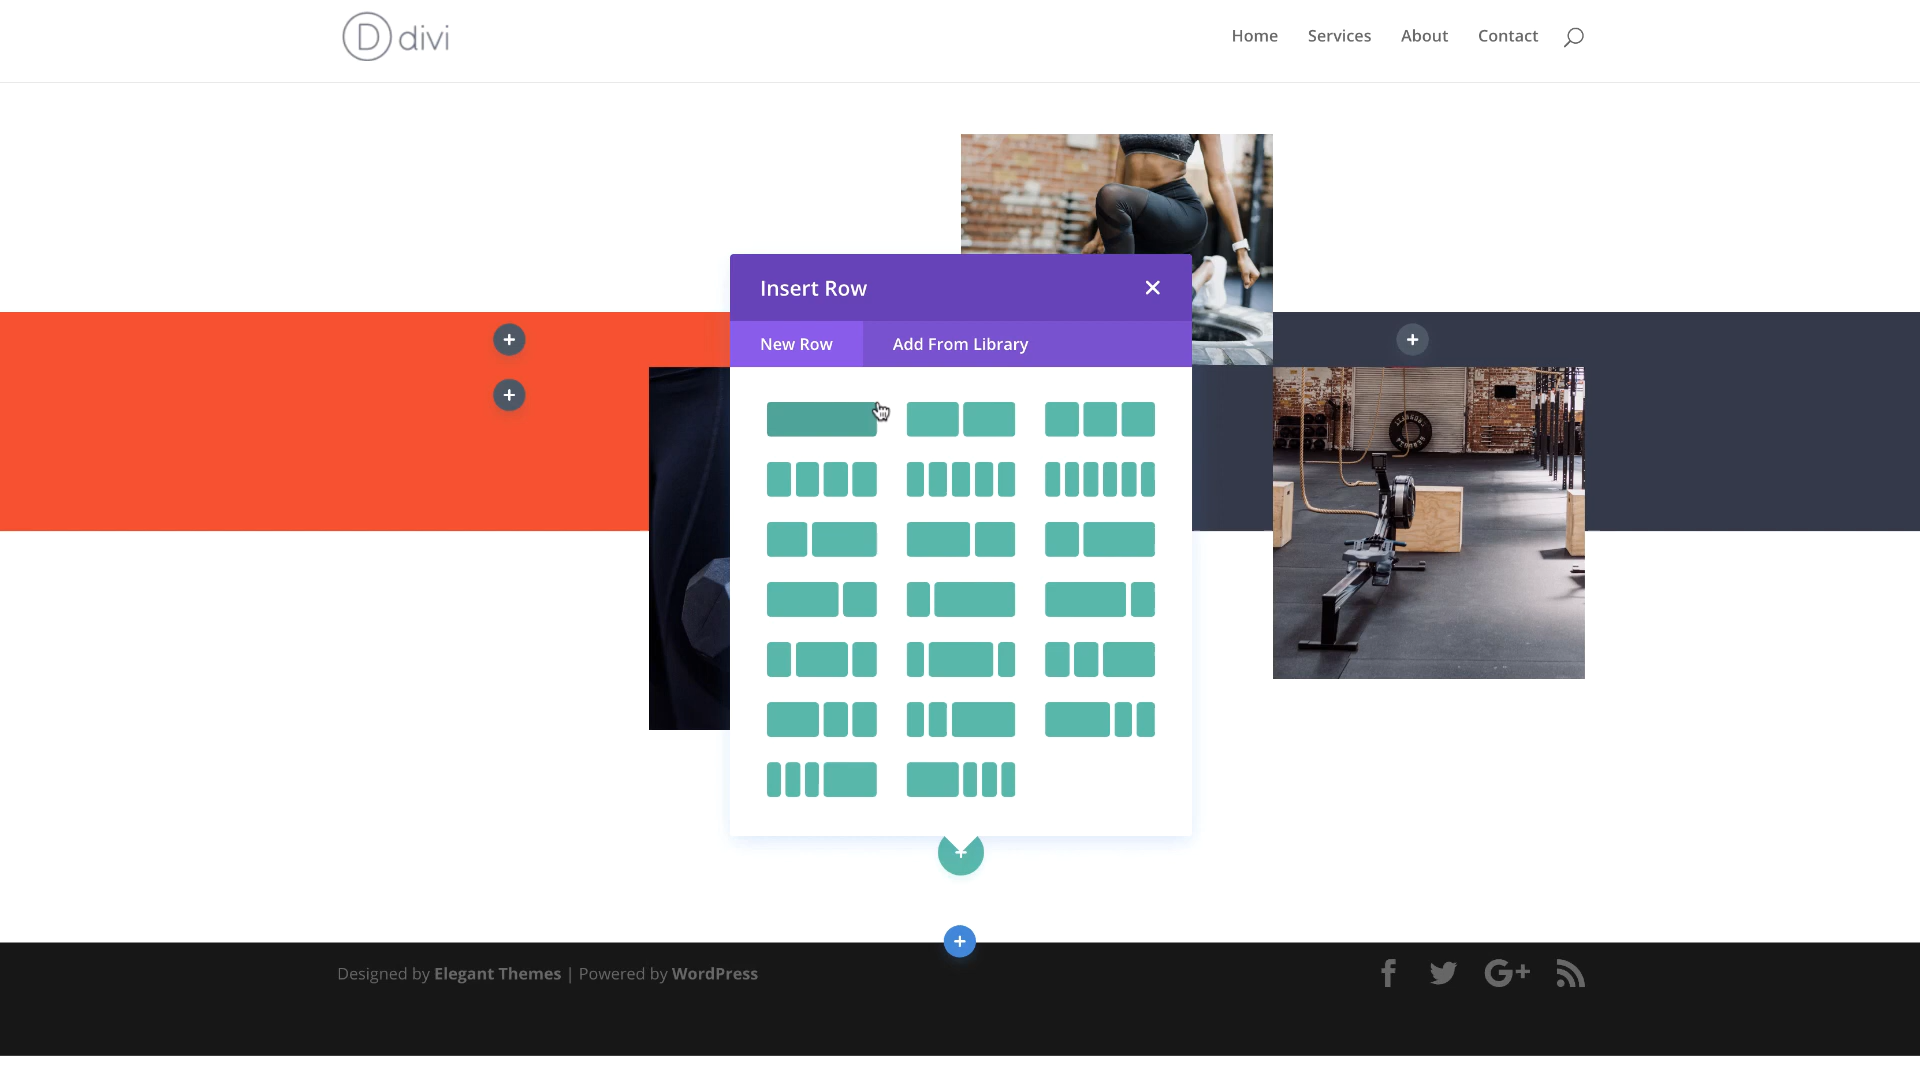 divi
Home Services About Contact
Insert Row
New Row Add From Library
Designed by Elegant Themes | Powered by WordPress